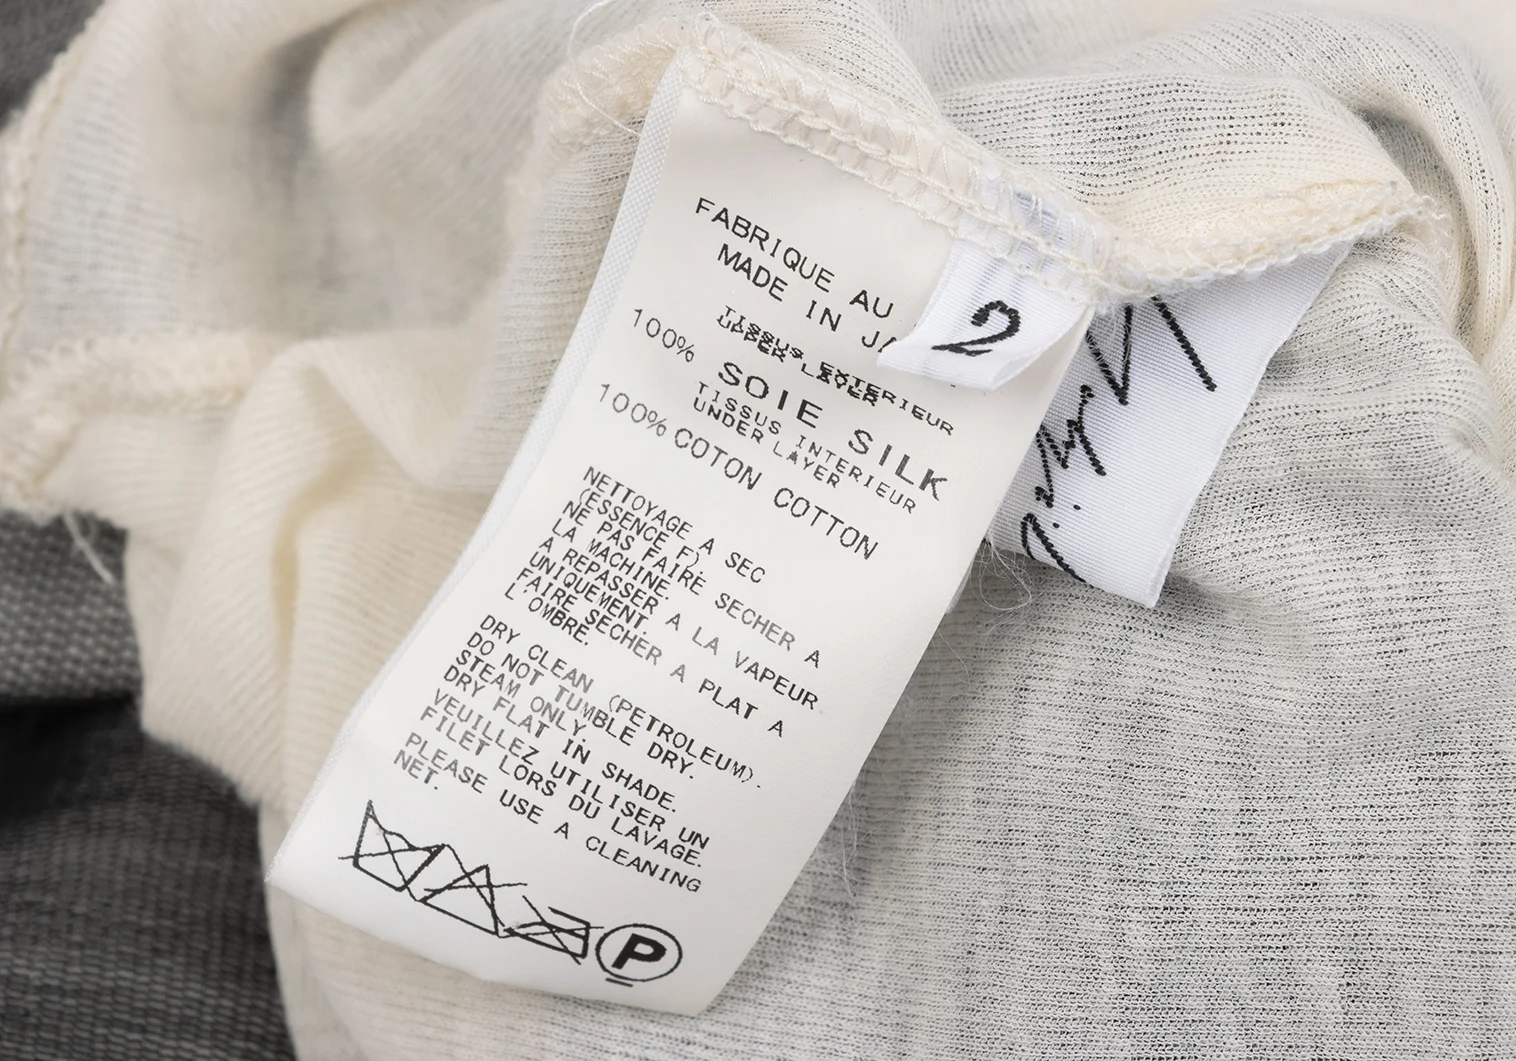 FABRIQUE AU
MADE IN
TISSUS EXTERIEUR
UPPER LAYER
100% SOIE SILK
TISSUS INTERIEUR
UNDER LAYER
100% COTON COTTON
NETTOYAGE A SEC
(ESSENCE F).
NE PAS FAIRE SECHER A
LA MACHINE.
A REPASSER A LA VAPEUR
UNIQUEMENT.
FAIRE SECHER A PLAT A
L'OMBRE.
DRY CLEAN (PETROLEUM).
DO NOT TUMBLE DRY.
STEAM ONLY.
DRY FLAT IN SHADE.
VEUILLEZ UTILISER UN
FILET LORS DU LAVAGE.
PLEASE USE A CLEANING
NET.
P
2